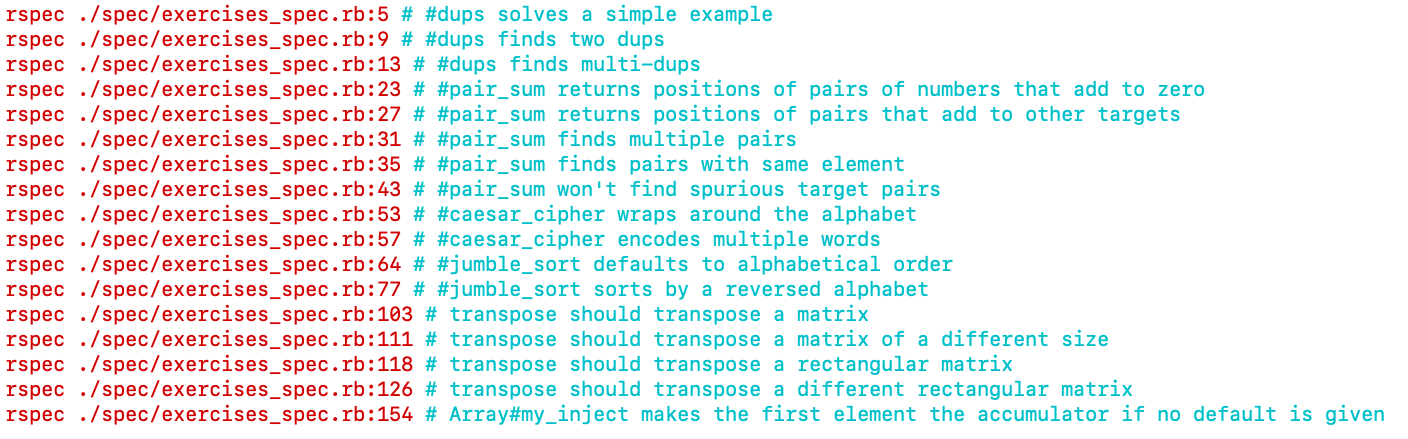 rspec ./spec/exercises_spec.rb:5 # #dups solves a simple example
rspec ./spec/exercises_spec.rb:9 # #dups finds two dups
rspec ./spec/exercises_spec.rb:13 # #dups finds multi-dups
rspec ./spec/exercises_spec.rb:23 # #pair_sum returns positions of pairs of numbers that add to zero
rspec ./spec/exercises_spec.rb:27 # #pair_sum returns positions of pairs that add to other targets
rspec ./spec/exercises_spec.rb:31 # #pair_sum finds multiple pairs
rspec ./spec/exercises_spec.rb:35 # #pair_sum finds pairs with same element
rspec ./spec/exercises_spec.rb:43 # #pair_sum won't find spurious target pairs
rspec ./spec/exercises_spec.rb:53 # #caesar_cipher wraps around the alphabet
rspec ./spec/exercises_spec.rb:57 # #caesar_cipher encodes multiple words
rspec ./spec/exercises_spec.rb:64 # #jumble_sort defaults to alphabetical order
rspec ./spec/exercises_spec.rb:77 # #jumble_sort sorts by a reversed alphabet
rspec ./spec/exercises_spec.rb:103 # transpose should transpose a matrix
rspec ./spec/exercises_spec.rb:111 # transpose should transpose a matrix of a different size
rspec ./spec/exercises_spec.rb:118 # transpose should transpose a rectangular matrix
rspec ./spec/exercises_spec.rb:126 # transpose should transpose a different rectangular matrix
rspec ./spec/exercises_spec.rb:154 # Array#my_inject makes the first element the accumulator if no default is given